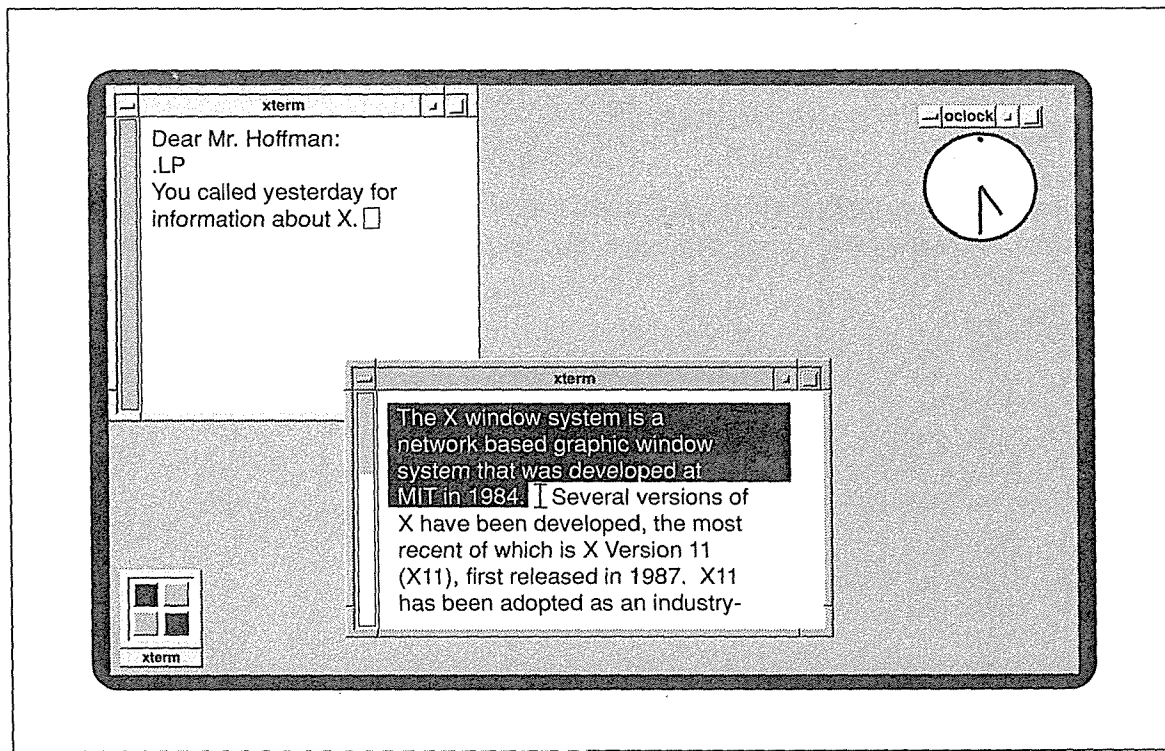 xterm
Dear Mr. Hoffman:
.LP
You called yesterday for
information about X.
oclock
xterm
The X window system is a
network based graphic window
system that was developed at
MIT in 1984. Several versions of
X have been developed, the most
recent of which is X Version 11
(X11), first released in 1987. X11
has been adopted as an industry-
xterm